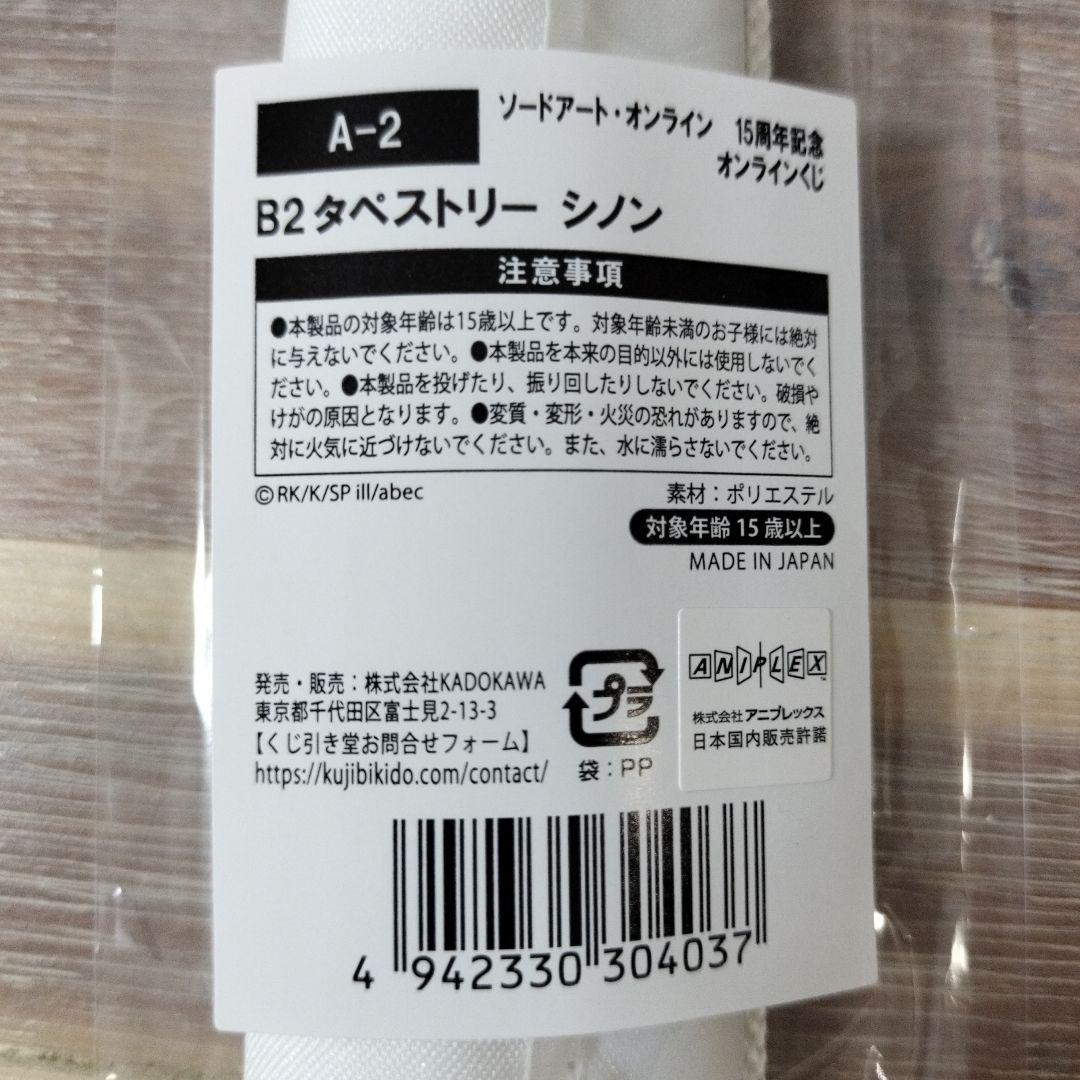 A-2
ソードアート・オンライン 15周年記念
オンラインくじ
B2タペストリー シノン
注意事項
●本製品の対象年齢は15歳以上です。対象年齢未満のお子様には絶対
に与えないでください。●本製品を本来の目的以外には使用しないでく
ださい。●本製品を投げたり、振り回したりしないでください。破損や
けがの原因となります。●変質・変形・火災の恐れがありますので、絶
対に火気に近づけないでください。また、水に濡らさないでください。
©RK/K/SP ill/abec
素材：ポリエステル
対象年齢15歳以上
MADE IN JAPAN
発売・販売：株式会社KADOKAWA
東京都千代田区富士見2-13-3
【くじ引き堂お問合せフォーム】
https://kujibikido.com/contact/
プラ
袋：PP
ANIPLEX
株式会社アニプレックス
日本国内販売許諾
4 942330 304037